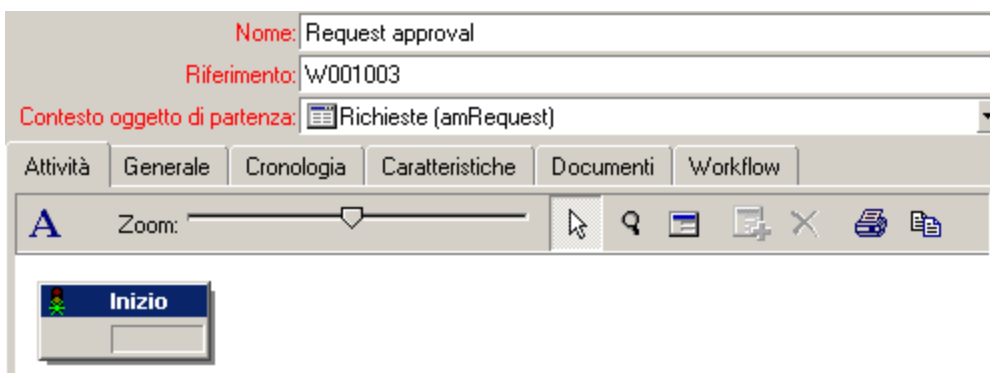 Nome: Request approval
Riferimento: W001003
Contesto oggetto di partenza: Richieste (amRequest)
Attività Generale Cronologia Caratteristiche Documenti Workflow
A Zoom:
Inizio